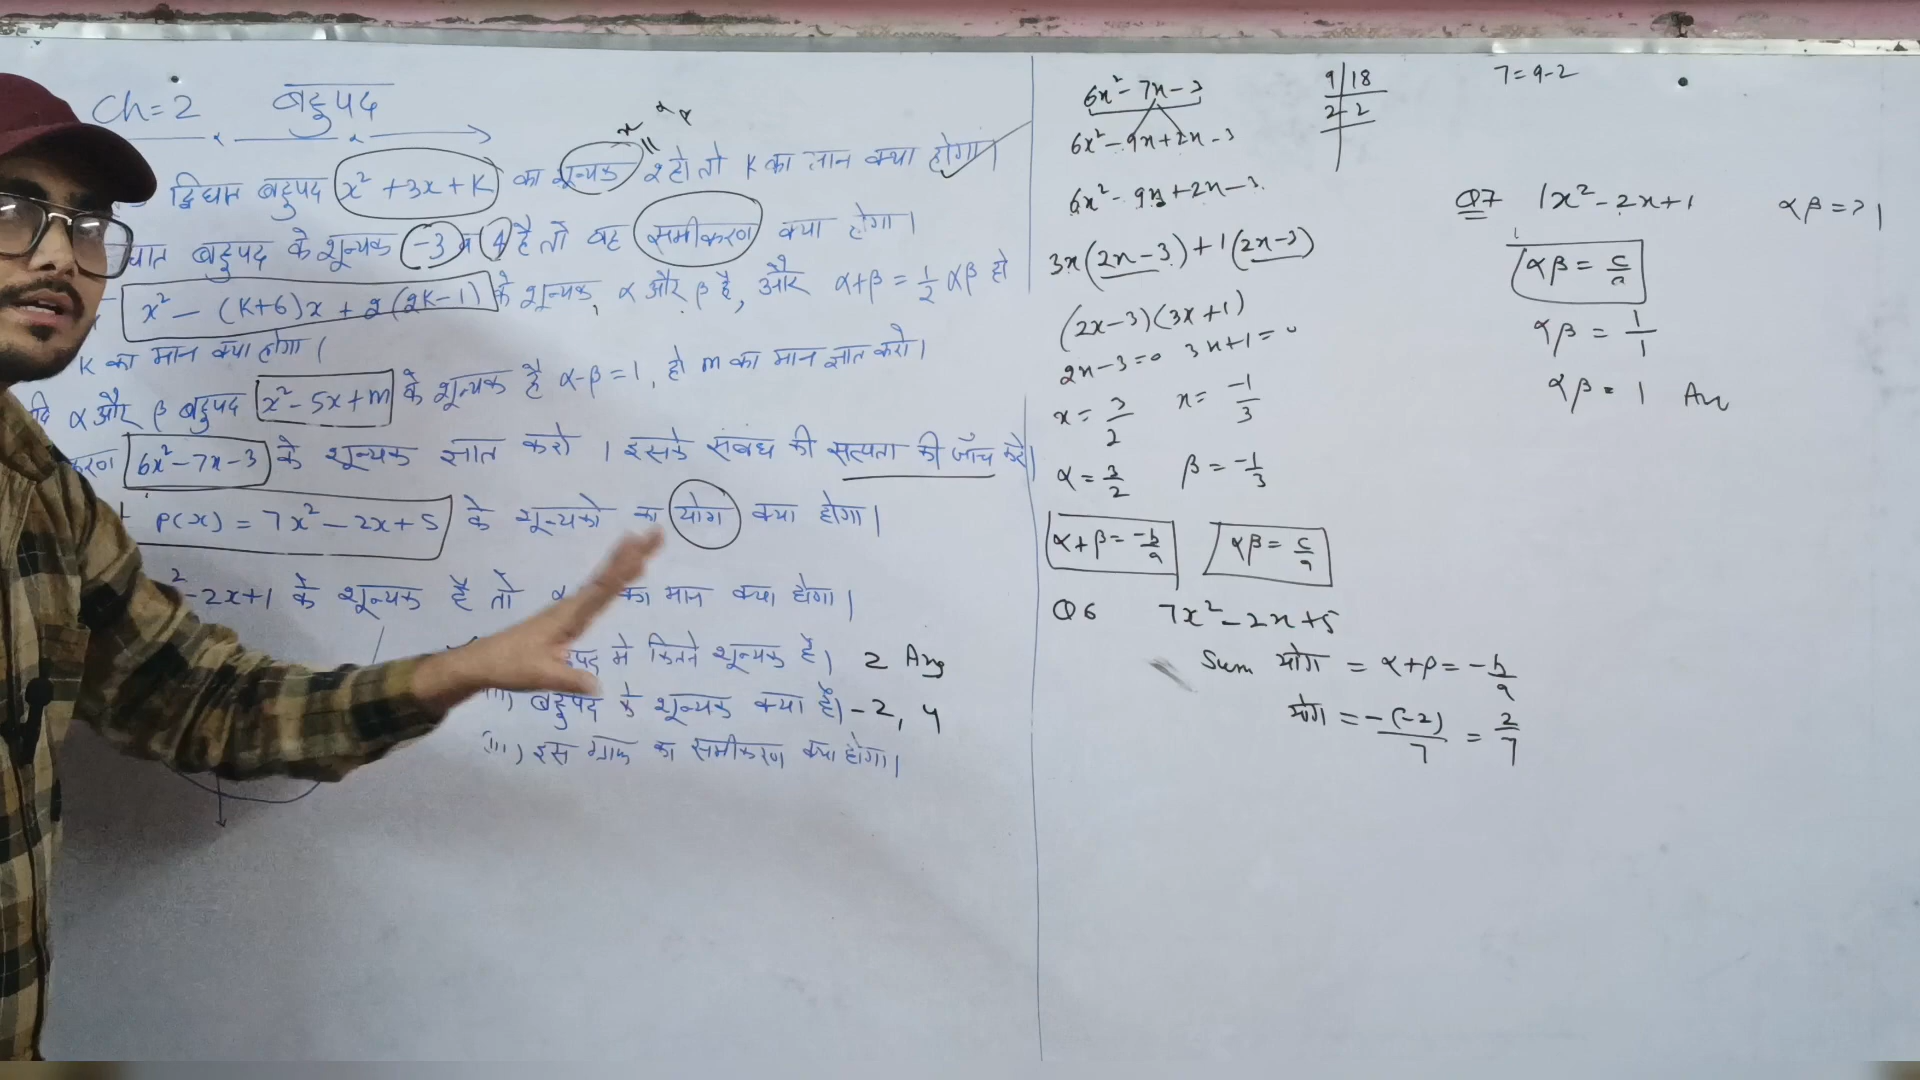 Ch=2 बहुपद
द्विघात बहुपद x² + 3x + K का शून्यक 2 हो तो K का मान क्या होगा।
घात बहुपद के शून्यक -3 व 4 है तो वह समीकरण क्या होगा।
x² - (K+6)x + 2(2K-1) के शून्यक α और β है, और α+β = 1/2 αβ हो
K का मान क्या होगा।
α और β बहुपद x² - 5x + m के शून्यक है α-β = 1, हो m का मान ज्ञात करो।
6x² - 7x - 3 के शून्यक ज्ञात करो। इसके संबंध की सत्यता की जाँच करे।
P(x) = 7x² - 2x + 5 के शून्यको का योग क्या होगा।
² - 2x + 1 के शून्यक है तो α का मान क्या होगा।
में कितने शून्यक है। 2 Ans
बहुपद के शून्यक क्या है। -2, 4
(iii) इस ग्राफ का समीकरण क्या होगा।
6x² - 7x - 3
9 | 18
2 - 2
7 = 9 - 2
6x² - 9x + 2x - 3
6x² - 9x + 2x - 3
3x(2x - 3) + 1(2x - 3)
(2x - 3)(3x + 1)
2x - 3 = 0 3x + 1 = 0
x = 3/2 x = -1/3
α = 3/2 β = -1/3
α + β = -b/a αβ = c/a
Q6 7x² - 2x + 5
Sum योग = α + β = -b/a
योग = -(-2)/7 = 2/7
Q7 1x² - 2x + 1 αβ = ? 1
αβ = c/a
αβ = 1/1
αβ = 1 An